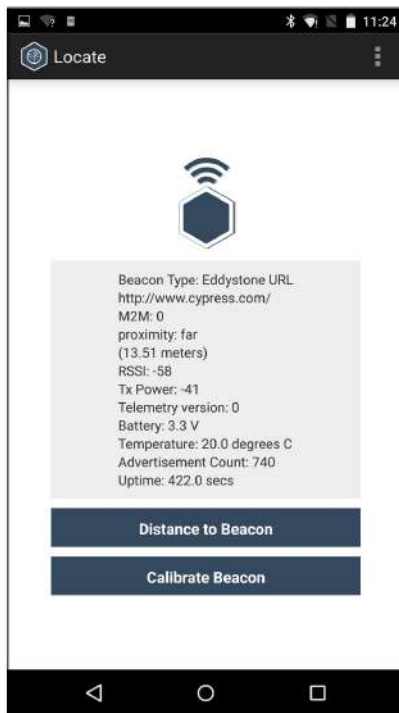 11:24
Locate
Beacon Type: Eddystone URL
http://www.cypress.com/
M2M: 0
proximity: far
(13.51 meters)
RSSI: -58
Tx Power: -41
Telemetry version: 0
Battery: 3.3 V
Temperature: 20.0 degrees C
Advertisement Count: 740
Uptime: 422.0 secs
Distance to Beacon
Calibrate Beacon